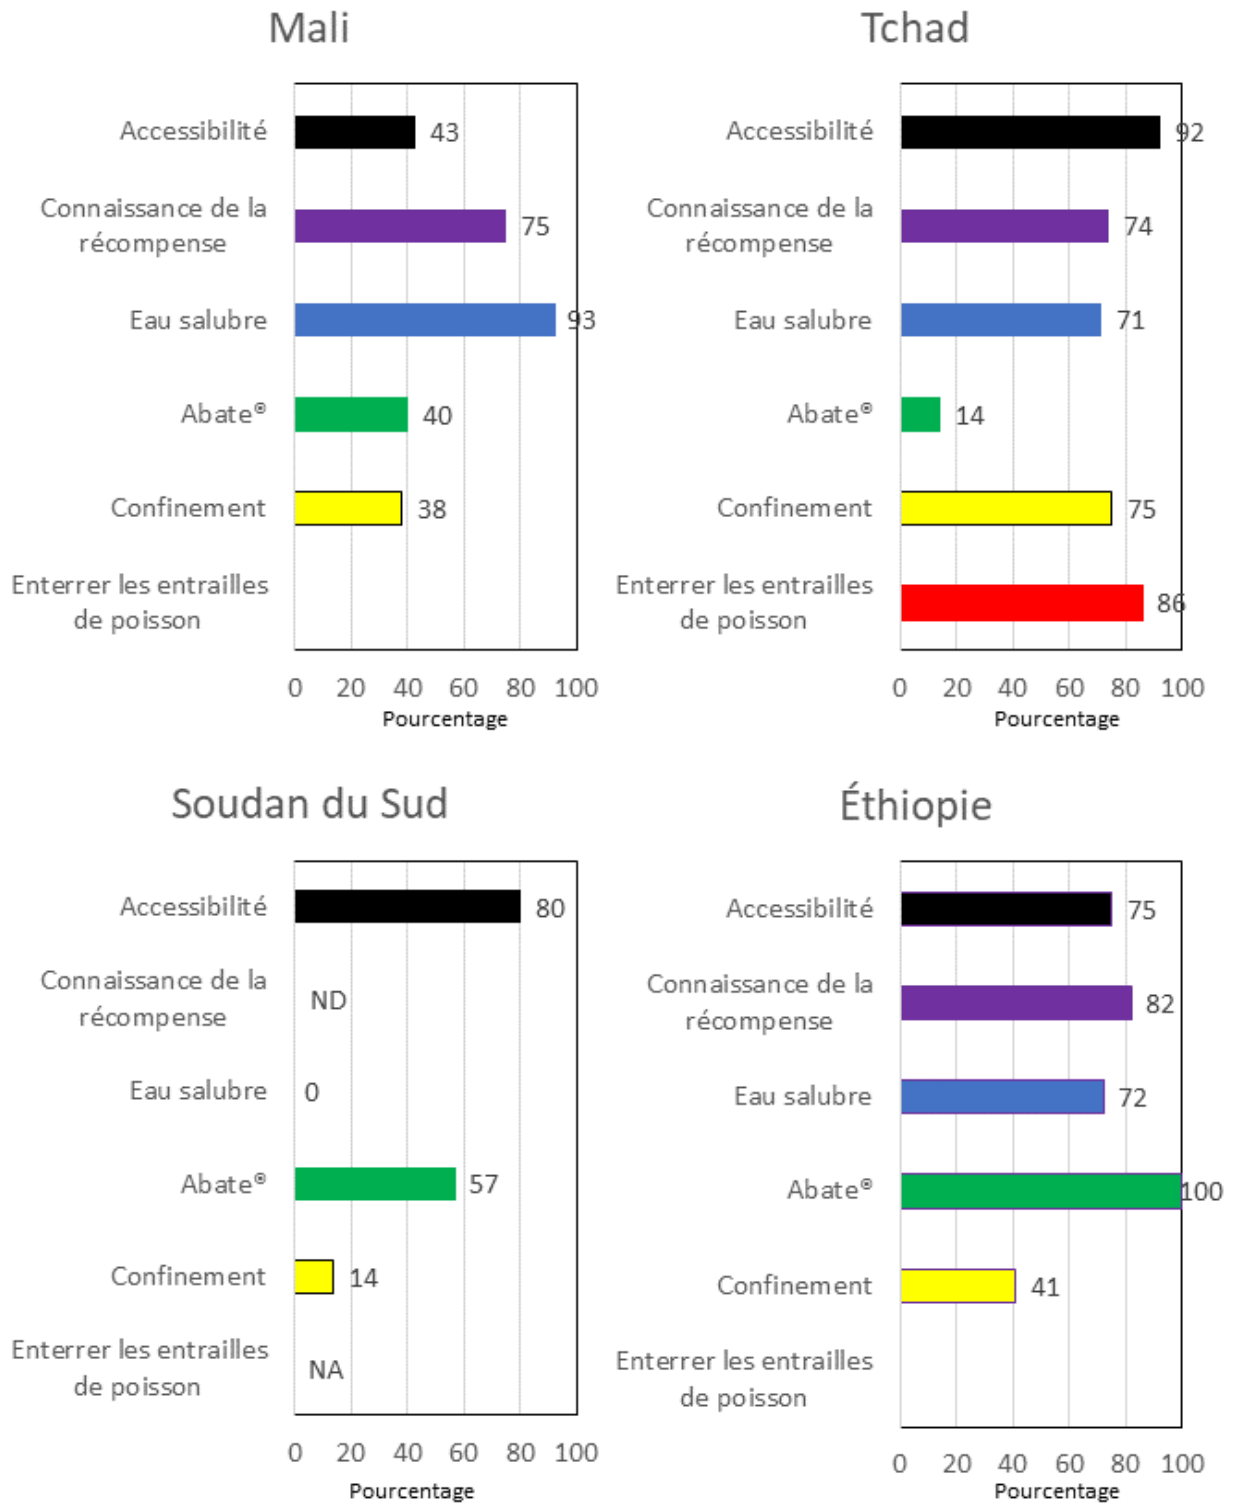 Mali
Accessibilité
43
Connaissance de la
récompense
75
Eau salubre
93
Abate®
40
Confinement
38
Enterrer les entrailles
de poisson
0 20 40 60 80 100
Pourcentage
Tchad
Accessibilité
92
Connaissance de la
récompense
74
Eau salubre
71
Abate®
14
Confinement
75
Enterrer les entrailles
de poisson
86
0 20 40 60 80 100
Pourcentage
Soudan du Sud
Accessibilité
80
Connaissance de la
récompense
ND
Eau salubre
0
Abate®
57
Confinement
14
Enterrer les entrailles
de poisson
NA
0 20 40 60 80 100
Pourcentage
Éthiopie
Accessibilité
75
Connaissance de la
récompense
82
Eau salubre
72
Abate®
100
Confinement
41
Enterrer les entrailles
de poisson
0 20 40 60 80 100
Pourcentage